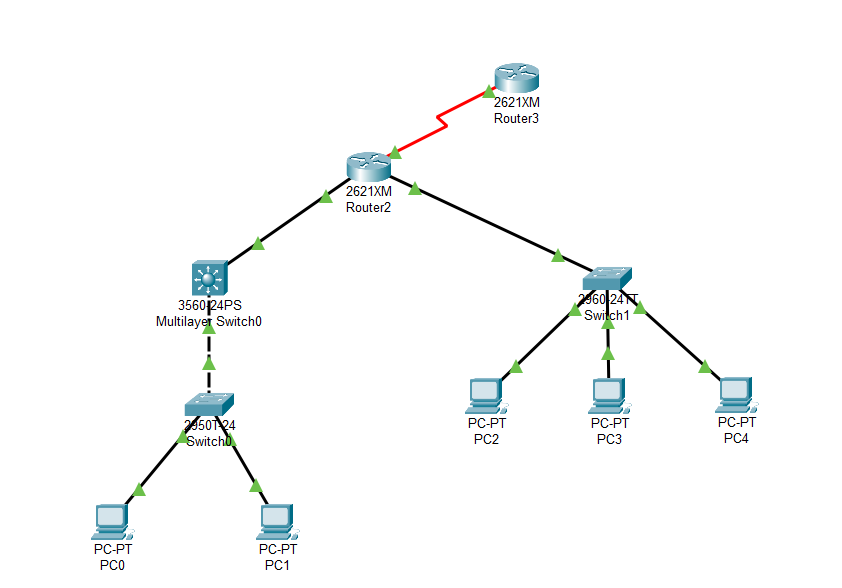 2621XM
Router3
2621XM
Router2
3560-24PS
Multilayer Switch0
2960-24TT
Switch1
2950T-24
Switch0
PC-PT
PC2
PC-PT
PC3
PC-PT
PC4
PC-PT
PC0
PC-PT
PC1